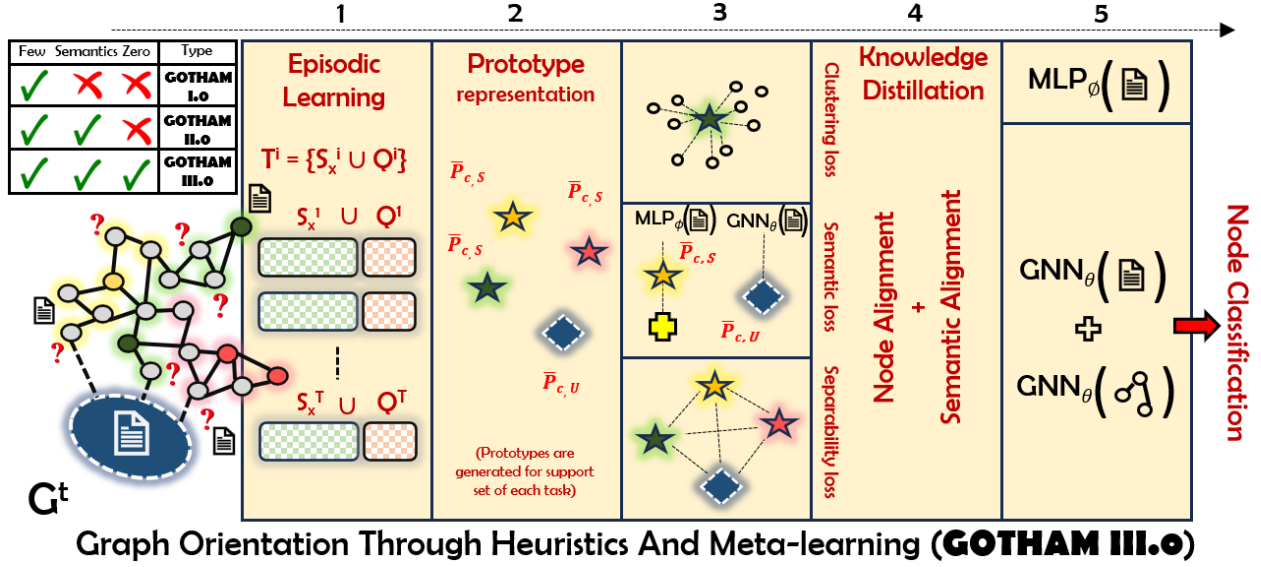 1 2 3 4 5
Few Semantics Zero Type
GOTHAM
I.0
GOTHAM
II.0
GOTHAM
III.0
? ? ? ? ? ?
Gᵗ
Episodic
Learning
Tⁱ = {Sₓⁱ ∪ Qⁱ}
Sₓ¹ ∪ Q¹
Sₓᵀ ∪ Qᵀ
Prototype
representation
P̅c,S
P̅c,S
P̅c,S
P̅c,U
(Prototypes are
generated for support
set of each task)
Clustering loss
MLPø( ) GNNθ( )
P̅c,S
P̅c,U
Semantic loss
Separability loss
Knowledge
Distillation
Node Alignment
+
Semantic Alignment
MLPø( )
GNNθ( )
+
GNNθ( )
Node Classification
Graph Orientation Through Heuristics And Meta-learning (GOTHAM III.0)